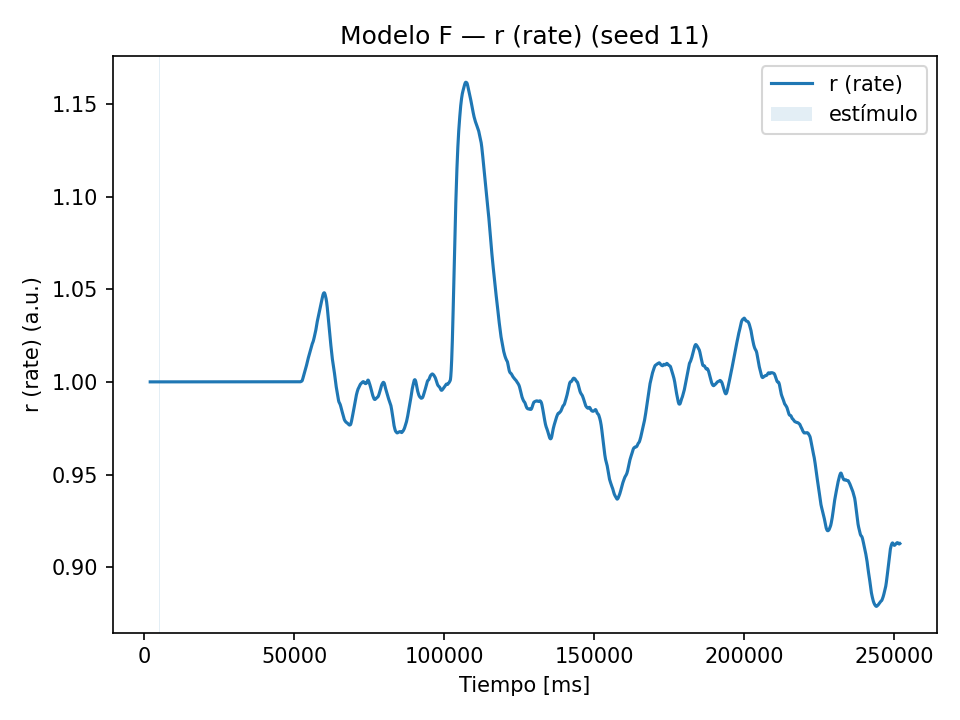 Modelo F — r (rate) (seed 11)
r (rate)
estímulo
r (rate) (a.u.)
1.15
1.10
1.05
1.00
0.95
0.90
0 50000 100000 150000 200000 250000
Tiempo [ms]